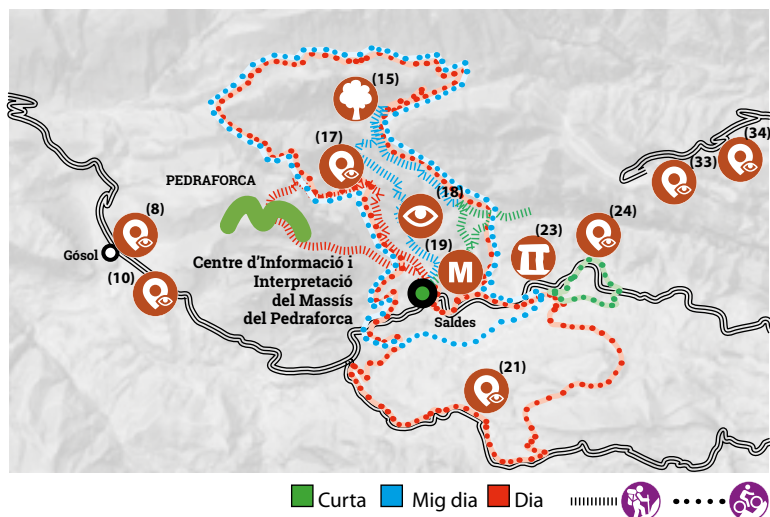 (15)
(34)
(17)
(33)
PEDRAFORCA
(18)
(8)
(24)
(23)
Gósol
(19)
Centre d'Informació i
Interpretació
del Massís
del Pedraforca
(10)
M
Saldes
(21)
Curta Mig dia Dia